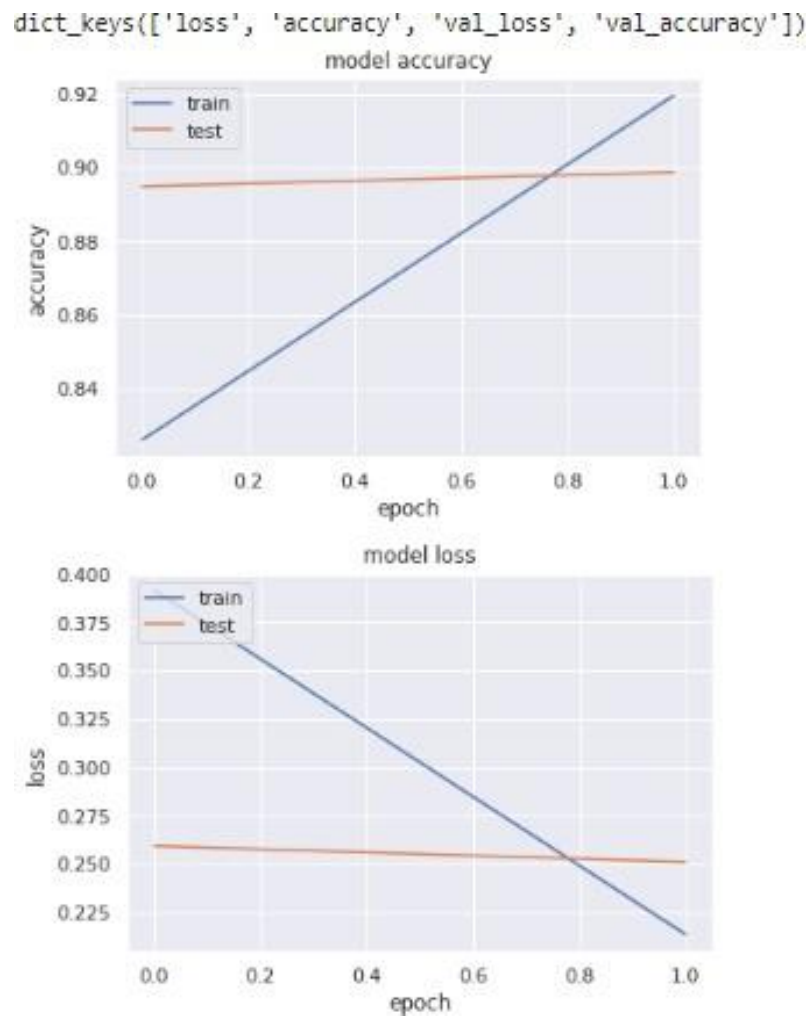 dict_keys(['loss', 'accuracy', 'val_loss', 'val_accuracy'])
model accuracy
0.92
0.90
0.88
0.86
0.84
accuracy
train
test
0.0 0.2 0.4 0.6 0.8 1.0
epoch
model loss
0.400
0.375
0.350
0.325
0.300
0.275
0.250
0.225
loss
train
test
0.0 0.2 0.4 0.6 0.8 1.0
epoch